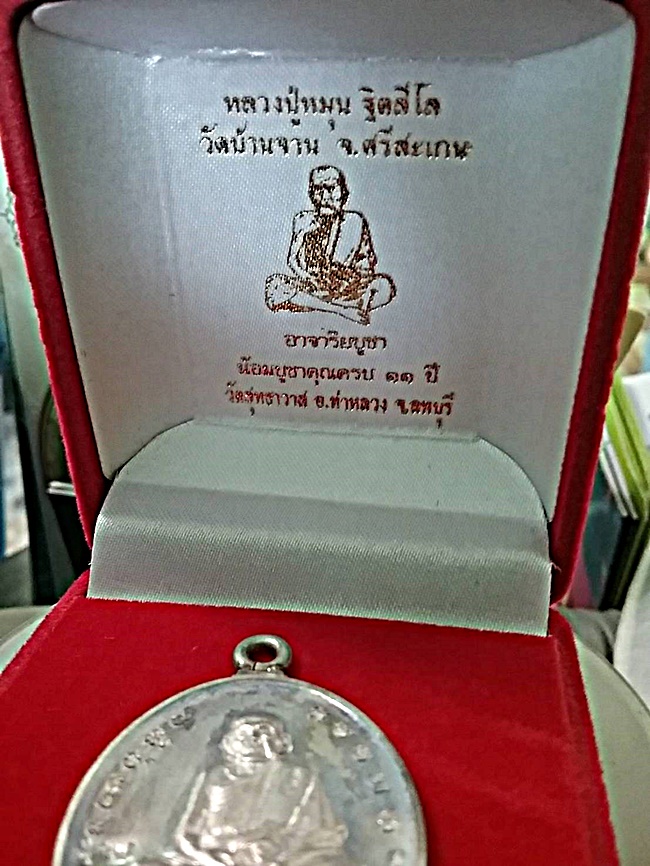 หลวงปู่หมุน ฐิตสีโล
วัดบ้านจาน จ.ศรีสะเกษ
อาจาริยบูชา
น้อมบูชาคุณครบ ๑๑ ปี
วัดสุทธาวาส อ.ท่าหลวง จ.ลพบุรี